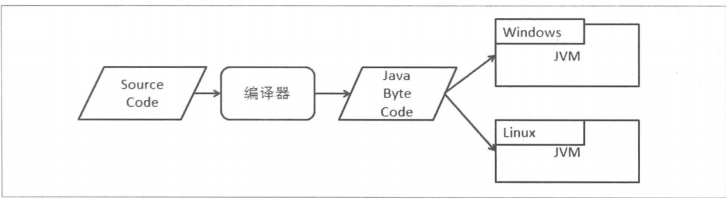 Source
Code
编译器
Java
Byte
Code
Windows
JVM
Linux
JVM